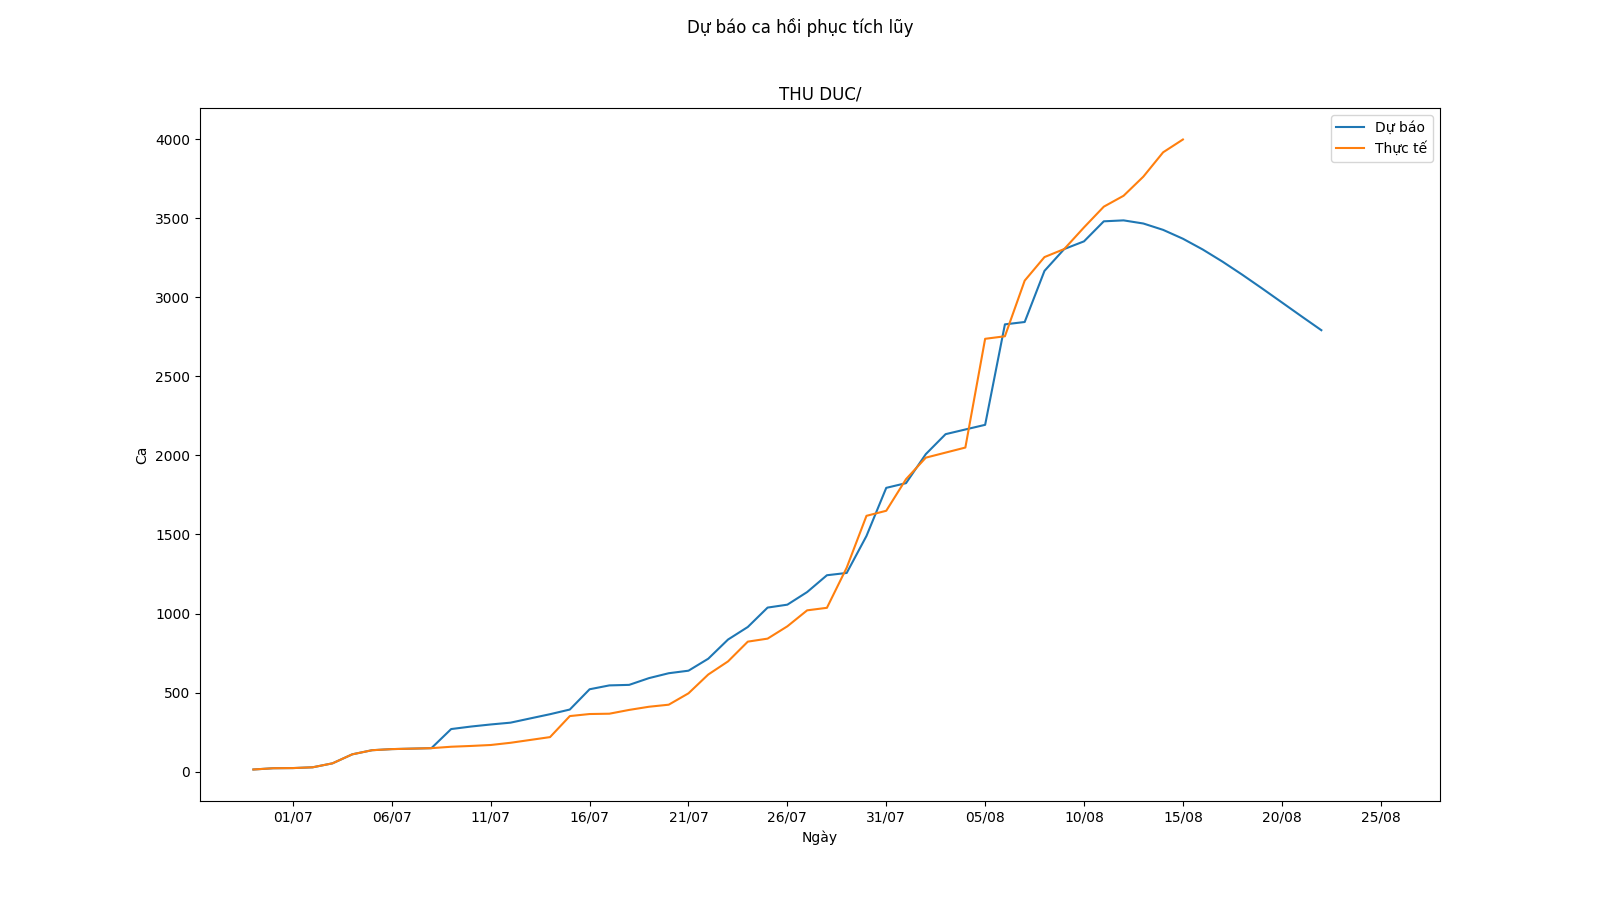 Dự báo ca hồi phục tích lũy
THU DUC/
Dự báo
Thực tế
4000
3500
3000
2500
2000
1500
1000
500
0
Ca
01/07 06/07 11/07 16/07 21/07 26/07 31/07 05/08 10/08 15/08 20/08 25/08
Ngày